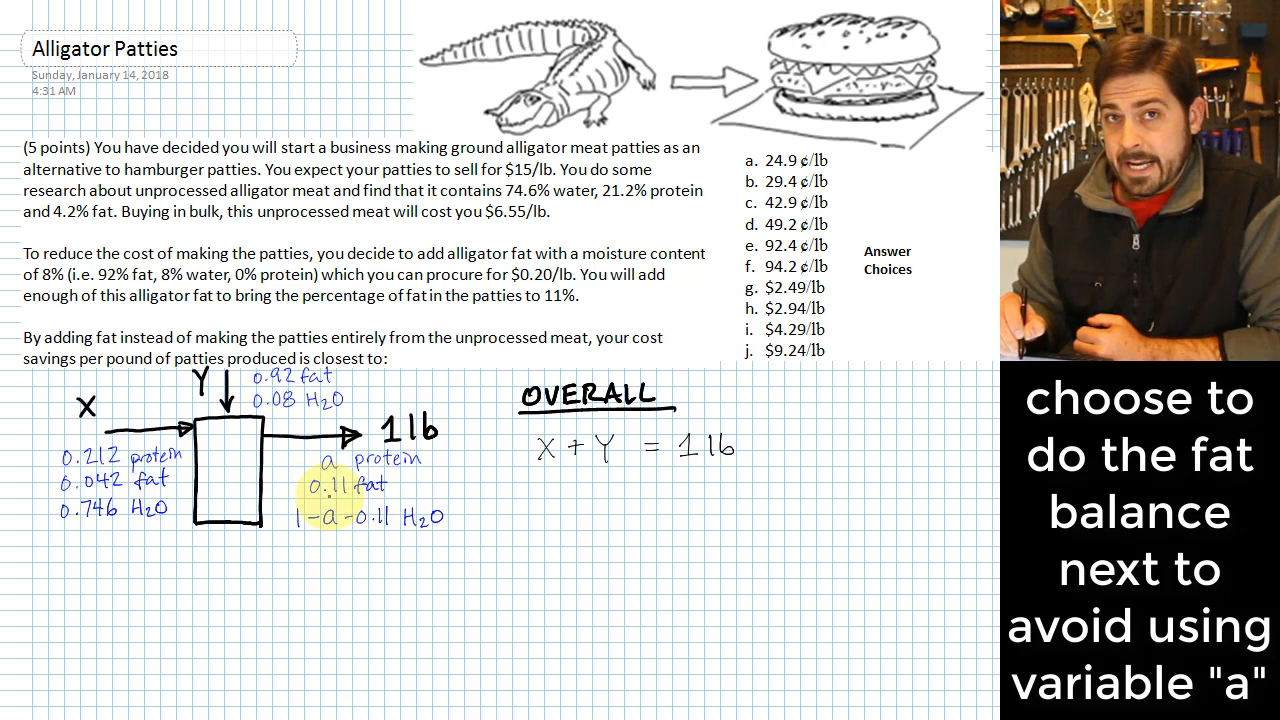 Alligator Patties
Sunday, January 14, 2018
4:31 AM
(5 points) You have decided you will start a business making ground alligator meat patties as an
alternative to hamburger patties. You expect your patties to sell for $15/lb. You do some
research about unprocessed alligator meat and find that it contains 74.6% water, 21.2% protein
and 4.2% fat. Buying in bulk, this unprocessed meat will cost you $6.55/lb.
To reduce the cost of making the patties, you decide to add alligator fat with a moisture content
of 8% (i.e. 92% fat, 8% water, 0% protein) which you can procure for $0.20/lb. You will add
enough of this alligator fat to bring the percentage of fat in the patties to 11%.
By adding fat instead of making the patties entirely from the unprocessed meat, your cost
savings per pound of patties produced is closest to:
a. 24.9 ¢/lb
b. 29.4 ¢/lb
c. 42.9 ¢/lb
d. 49.2 ¢/lb
e. 92.4 ¢/lb
f. 94.2 ¢/lb
g. $2.49/lb
h. $2.94/lb
i. $4.29/lb
j. $9.24/lb
Answer
Choices
X
0.212 protein
0.042 fat
0.746 H2O
Y
0.92 fat
0.08 H2O
1 lb
a protein
0.11 fat
1-a-0.11 H2O
OVERALL
X + Y = 1 lb
choose to
do the fat
balance
next to
avoid using
variable "a"